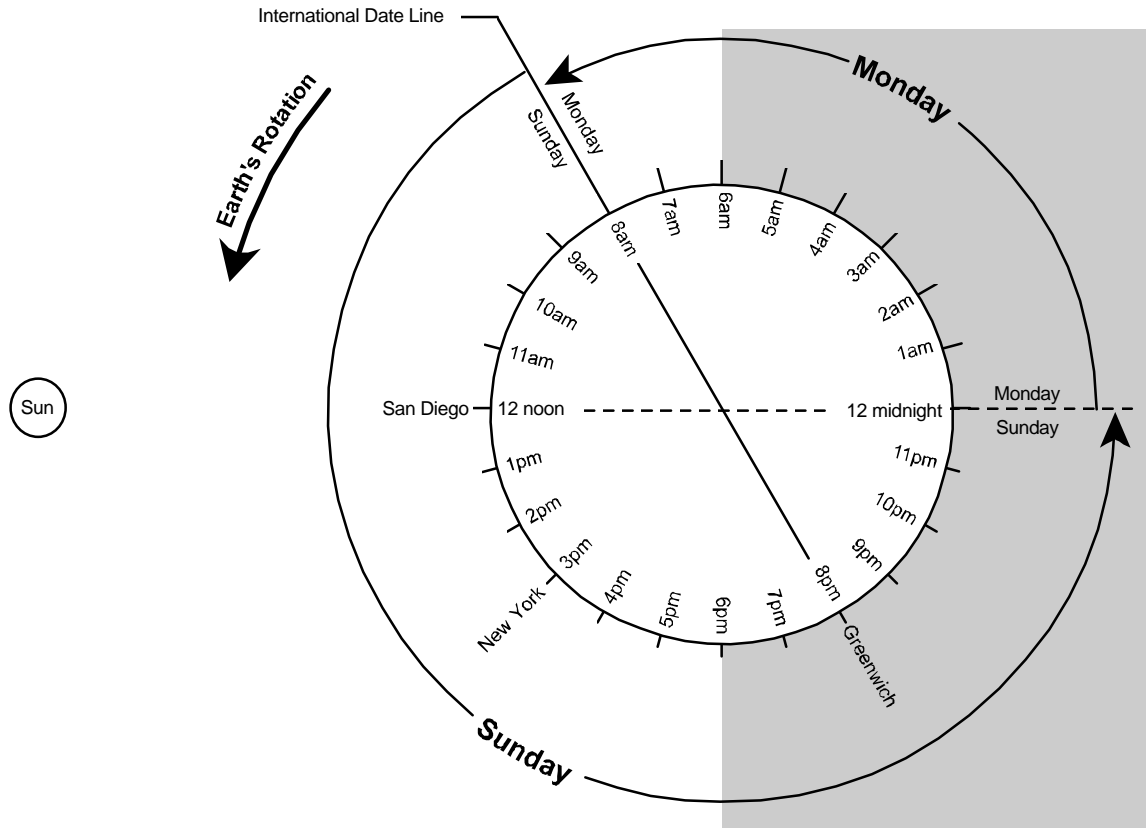 International Date Line
Monday
Earth's Rotation
Monday
Sunday
6am
7am
5am
8am
4am
9am
3am
10am
2am
11am
1am
Sun
San Diego
12 noon
12 midnight
Monday
Sunday
1pm
11pm
2pm
10pm
3pm
9pm
New York
4pm
8pm
5pm
6pm
7pm
Greenwich
Sunday